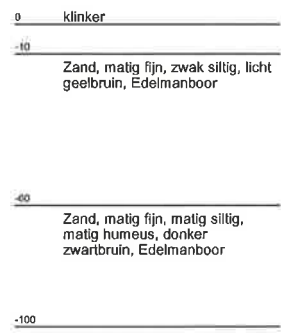 0 klinker
-10
Zand, matig fijn, zwak siltig, licht
geelbruin, Edelmanboor
-60
Zand, matig fijn, matig siltig,
matig humeus, donker
zwartbruin, Edelmanboor
-100